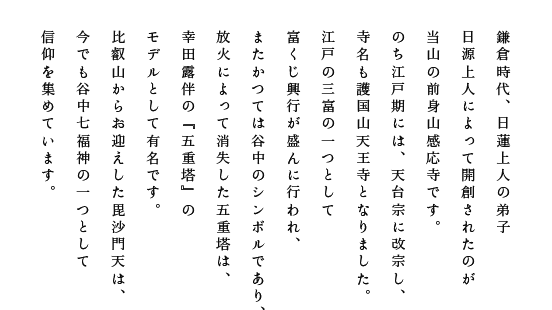 鎌倉時代、日蓮上人の弟子
日源上人によって開創されたのが
当山の前身山感応寺です。
のち江戸期には、天台宗に改宗し、
寺名も護国山天王寺となりました。
江戸の三富の一つとして
富くじ興行が盛んに行われ、
またかつては谷中のシンボルであり、
放火によって消失した五重塔は、
幸田露伴の『五重塔』の
モデルとして有名です。
比叡山からお迎えした毘沙門天は、
今でも谷中七福神の一つとして
信仰を集めています。